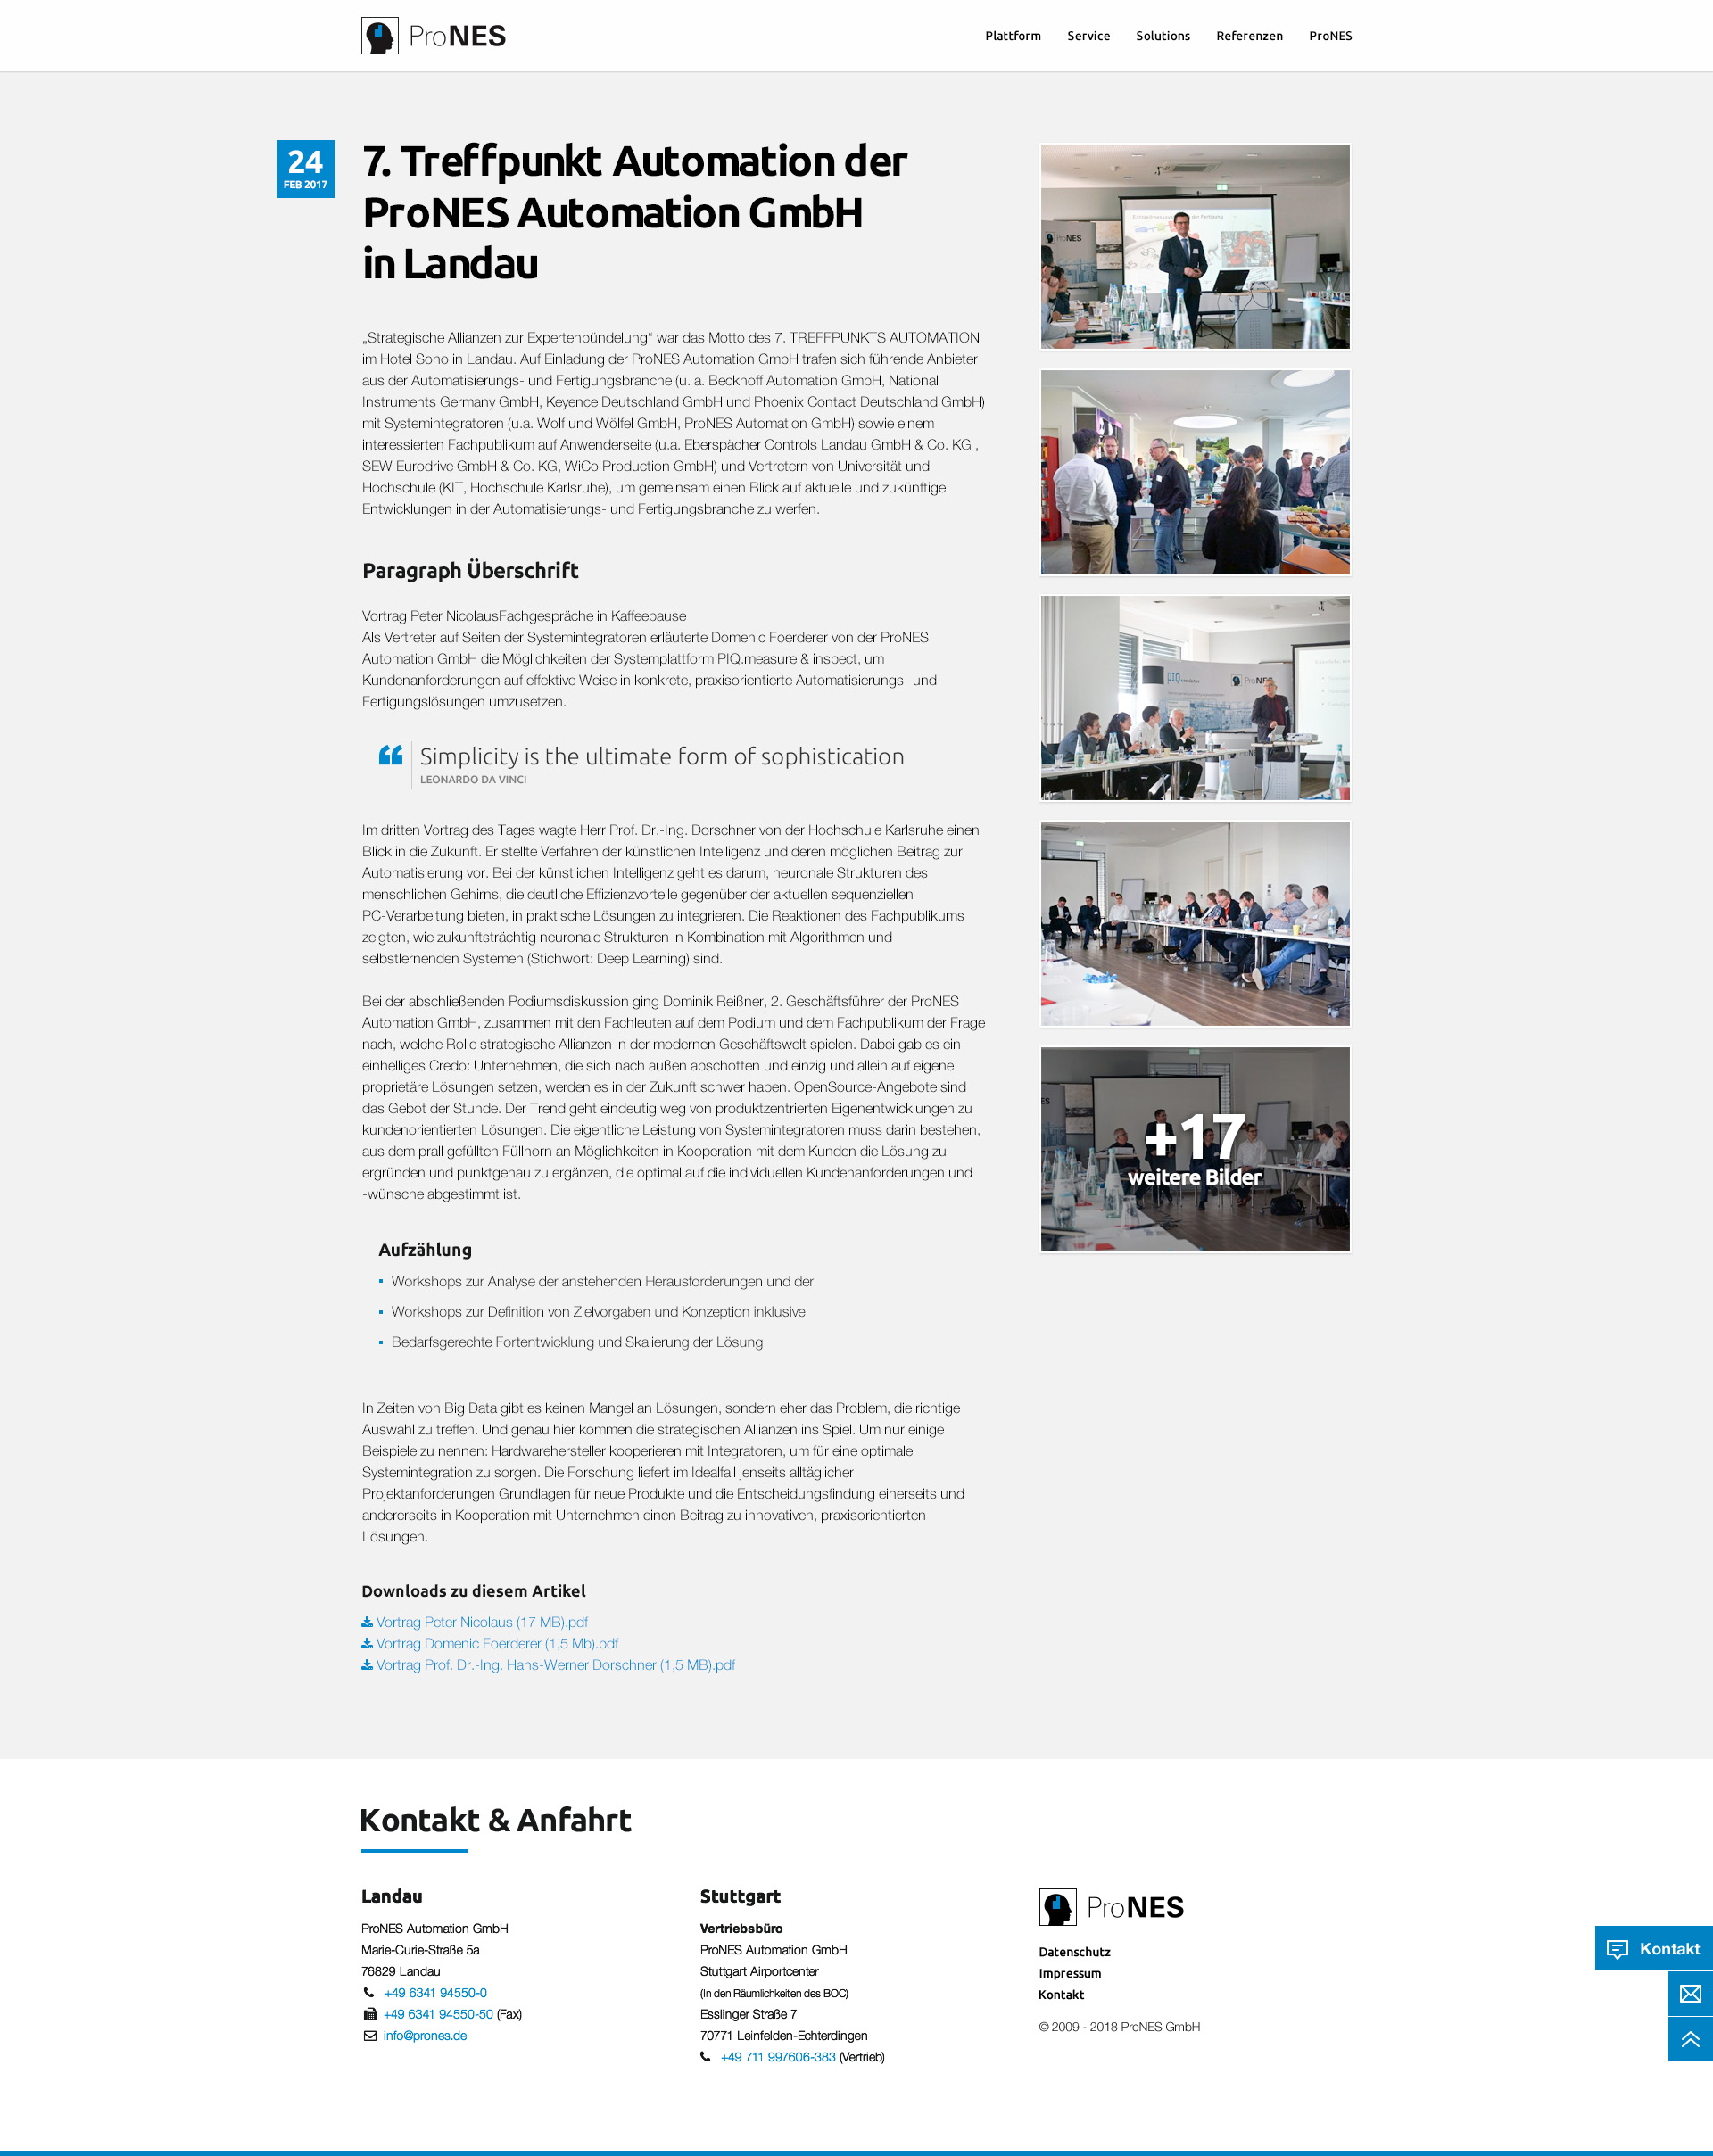 ProNES
Plattform Service Solutions Referenzen ProNES
24
FEB 2017
7. Treffpunkt Automation der
ProNES Automation GmbH
in Landau
„Strategische Allianzen zur Expertenbündelung“ war das Motto des 7. TREFFPUNKTS AUTOMATION
im Hotel Soho in Landau. Auf Einladung der ProNES Automation GmbH trafen sich führende Anbieter
aus der Automatisierungs- und Fertigungsbranche (u. a. Beckhoff Automation GmbH, National
Instruments Germany GmbH, Keyence Deutschland GmbH und Phoenix Contact Deutschland GmbH)
mit Systemintegratoren (u.a. Wolf und Wölfel GmbH, ProNES Automation GmbH) sowie einem
interessierten Fachpublikum auf Anwenderseite (u.a. Eberspächer Controls Landau GmbH & Co. KG ,
SEW Eurodrive GmbH & Co. KG, WiCo Production GmbH) und Vertretern von Universität und
Hochschule (KIT, Hochschule Karlsruhe), um gemeinsam einen Blick auf aktuelle und zukünftige
Entwicklungen in der Automatisierungs- und Fertigungsbranche zu werfen.
Paragraph Überschrift
Vortrag Peter NicolausFachgespräche in Kaffeepause
Als Vertreter auf Seiten der Systemintegratoren erläuterte Domenic Foerderer von der ProNES
Automation GmbH die Möglichkeiten der Systemplattform PIQ.measure & inspect, um
Kundenanforderungen auf effektive Weise in konkrete, praxisorientierte Automatisierungs- und
Fertigungslösungen umzusetzen.
Simplicity is the ultimate form of sophistication
LEONARDO DA VINCI
Im dritten Vortrag des Tages wagte Herr Prof. Dr.-Ing. Dorschner von der Hochschule Karlsruhe einen
Blick in die Zukunft. Er stellte Verfahren der künstlichen Intelligenz und deren möglichen Beitrag zur
Automatisierung vor. Bei der künstlichen Intelligenz geht es darum, neuronale Strukturen des
menschlichen Gehirns, die deutliche Effizienzvorteile gegenüber der aktuellen sequenziellen
PC-Verarbeitung bieten, in praktische Lösungen zu integrieren. Die Reaktionen des Fachpublikums
zeigten, wie zukunftsträchtig neuronale Strukturen in Kombination mit Algorithmen und
selbstlernenden Systemen (Stichwort: Deep Learning) sind.
Bei der abschließenden Podiumsdiskussion ging Dominik Reißner, 2. Geschäftsführer der ProNES
Automation GmbH, zusammen mit den Fachleuten auf dem Podium und dem Fachpublikum der Frage
nach, welche Rolle strategische Allianzen in der modernen Geschäftswelt spielen. Dabei gab es ein
einhelliges Credo: Unternehmen, die sich nach außen abschotten und einzig und allein auf eigene
proprietäre Lösungen setzen, werden es in der Zukunft schwer haben. OpenSource-Angebote sind
das Gebot der Stunde. Der Trend geht eindeutig weg von produktzentrierten Eigenentwicklungen zu
kundenorientierten Lösungen. Die eigentliche Leistung von Systemintegratoren muss darin bestehen,
aus dem prall gefüllten Füllhorn an Möglichkeiten in Kooperation mit dem Kunden die Lösung zu
ergründen und punktgenau zu ergänzen, die optimal auf die individuellen Kundenanforderungen und
-wünsche abgestimmt ist.
Aufzählung
Workshops zur Analyse der anstehenden Herausforderungen und der
Workshops zur Definition von Zielvorgaben und Konzeption inklusive
Bedarfsgerechte Fortentwicklung und Skalierung der Lösung
In Zeiten von Big Data gibt es keinen Mangel an Lösungen, sondern eher das Problem, die richtige
Auswahl zu treffen. Und genau hier kommen die strategischen Allianzen ins Spiel. Um nur einige
Beispiele zu nennen: Hardwarehersteller kooperieren mit Integratoren, um für eine optimale
Systemintegration zu sorgen. Die Forschung liefert im Idealfall jenseits alltäglicher
Projektanforderungen Grundlagen für neue Produkte und die Entscheidungsfindung einerseits und
andererseits in Kooperation mit Unternehmen einen Beitrag zu innovativen, praxisorientierten
Lösungen.
Downloads zu diesem Artikel
Vortrag Peter Nicolaus (17 MB).pdf
Vortrag Domenic Foerderer (1,5 Mb).pdf
Vortrag Prof. Dr.-Ing. Hans-Werner Dorschner (1,5 MB).pdf
ProNES
ProNES
+17
weitere Bilder
Kontakt & Anfahrt
Landau
ProNES Automation GmbH
Marie-Curie-Straße 5a
76829 Landau
+49 6341 94550-0
+49 6341 94550-50 (Fax)
info@prones.de
Stuttgart
Vertriebsbüro
ProNES Automation GmbH
Stuttgart Airportcenter
(In den Räumlichkeiten des BOC)
Esslinger Straße 7
70771 Leinfelden-Echterdingen
+49 711 997606-383 (Vertrieb)
ProNES
Datenschutz
Impressum
Kontakt
© 2009 - 2018 ProNES GmbH
Kontakt